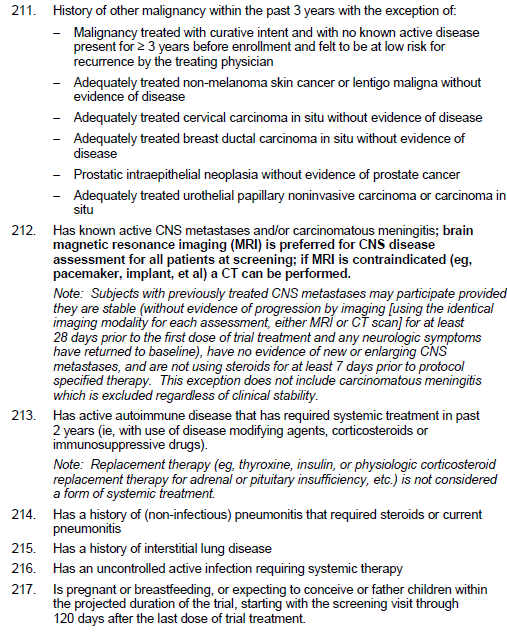 211. History of other malignancy within the past 3 years with the exception of:
– Malignancy treated with curative intent and with no known active disease
present for ≥ 3 years before enrollment and felt to be at low risk for
recurrence by the treating physician
– Adequately treated non-melanoma skin cancer or lentigo maligna without
evidence of disease
– Adequately treated cervical carcinoma in situ without evidence of disease
– Adequately treated breast ductal carcinoma in situ without evidence of
disease
– Prostatic intraepithelial neoplasia without evidence of prostate cancer
– Adequately treated urothelial papillary noninvasive carcinoma or carcinoma in
situ
212. Has known active CNS metastases and/or carcinomatous meningitis; brain
magnetic resonance imaging (MRI) is preferred for CNS disease
assessment for all patients at screening; if MRI is contraindicated (eg,
pacemaker, implant, et al) a CT can be performed.
Note: Subjects with previously treated CNS metastases may participate provided
they are stable (without evidence of progression by imaging [using the identical
imaging modality for each assessment, either MRI or CT scan] for at least
28 days prior to the first dose of trial treatment and any neurologic symptoms
have returned to baseline), have no evidence of new or enlarging CNS
metastases, and are not using steroids for at least 7 days prior to protocol
specified therapy. This exception does not include carcinomatous meningitis
which is excluded regardless of clinical stability.
213. Has active autoimmune disease that has required systemic treatment in past
2 years (ie, with use of disease modifying agents, corticosteroids or
immunosuppressive drugs).
Note: Replacement therapy (eg, thyroxine, insulin, or physiologic corticosteroid
replacement therapy for adrenal or pituitary insufficiency, etc.) is not considered
a form of systemic treatment.
214. Has a history of (non-infectious) pneumonitis that required steroids or current
pneumonitis
215. Has a history of interstitial lung disease
216. Has an uncontrolled active infection requiring systemic therapy
217. Is pregnant or breastfeeding, or expecting to conceive or father children within
the projected duration of the trial, starting with the screening visit through
120 days after the last dose of trial treatment.